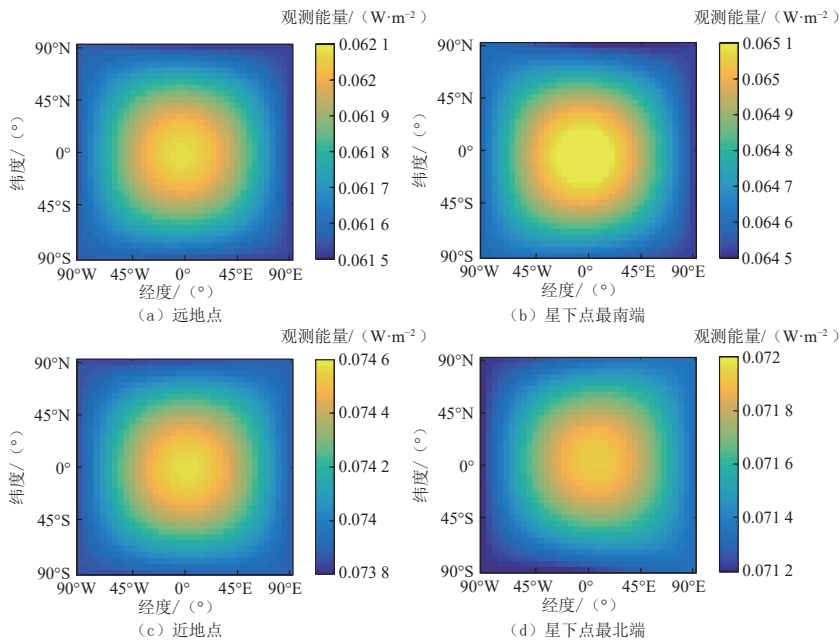 观测能量/（W·m⁻²）
90°N
45°N
0°
45°S
90°S
纬度/（°）
90°W 45°W 0° 45°E 90°E
经度/（°）
0.062 1
0.062
0.061 9
0.061 8
0.061 7
0.061 6
0.061 5
（a）远地点
观测能量/（W·m⁻²）
90°N
45°N
0°
45°S
90°S
纬度/（°）
90°W 45°W 0° 45°E 90°E
经度/（°）
0.065 1
0.065
0.064 9
0.064 8
0.064 7
0.064 6
0.064 5
（b）星下点最南端
观测能量/（W·m⁻²）
90°N
45°N
0°
45°S
90°S
纬度/（°）
90°W 45°W 0° 45°E 90°E
经度/（°）
0.074 6
0.074 4
0.074 2
0.074
0.073 8
（c）近地点
观测能量/（W·m⁻²）
90°N
45°N
0°
45°S
90°S
纬度/（°）
90°W 45°W 0° 45°E 90°E
经度/（°）
0.072
0.071 8
0.071 6
0.071 4
0.071 2
（d）星下点最北端